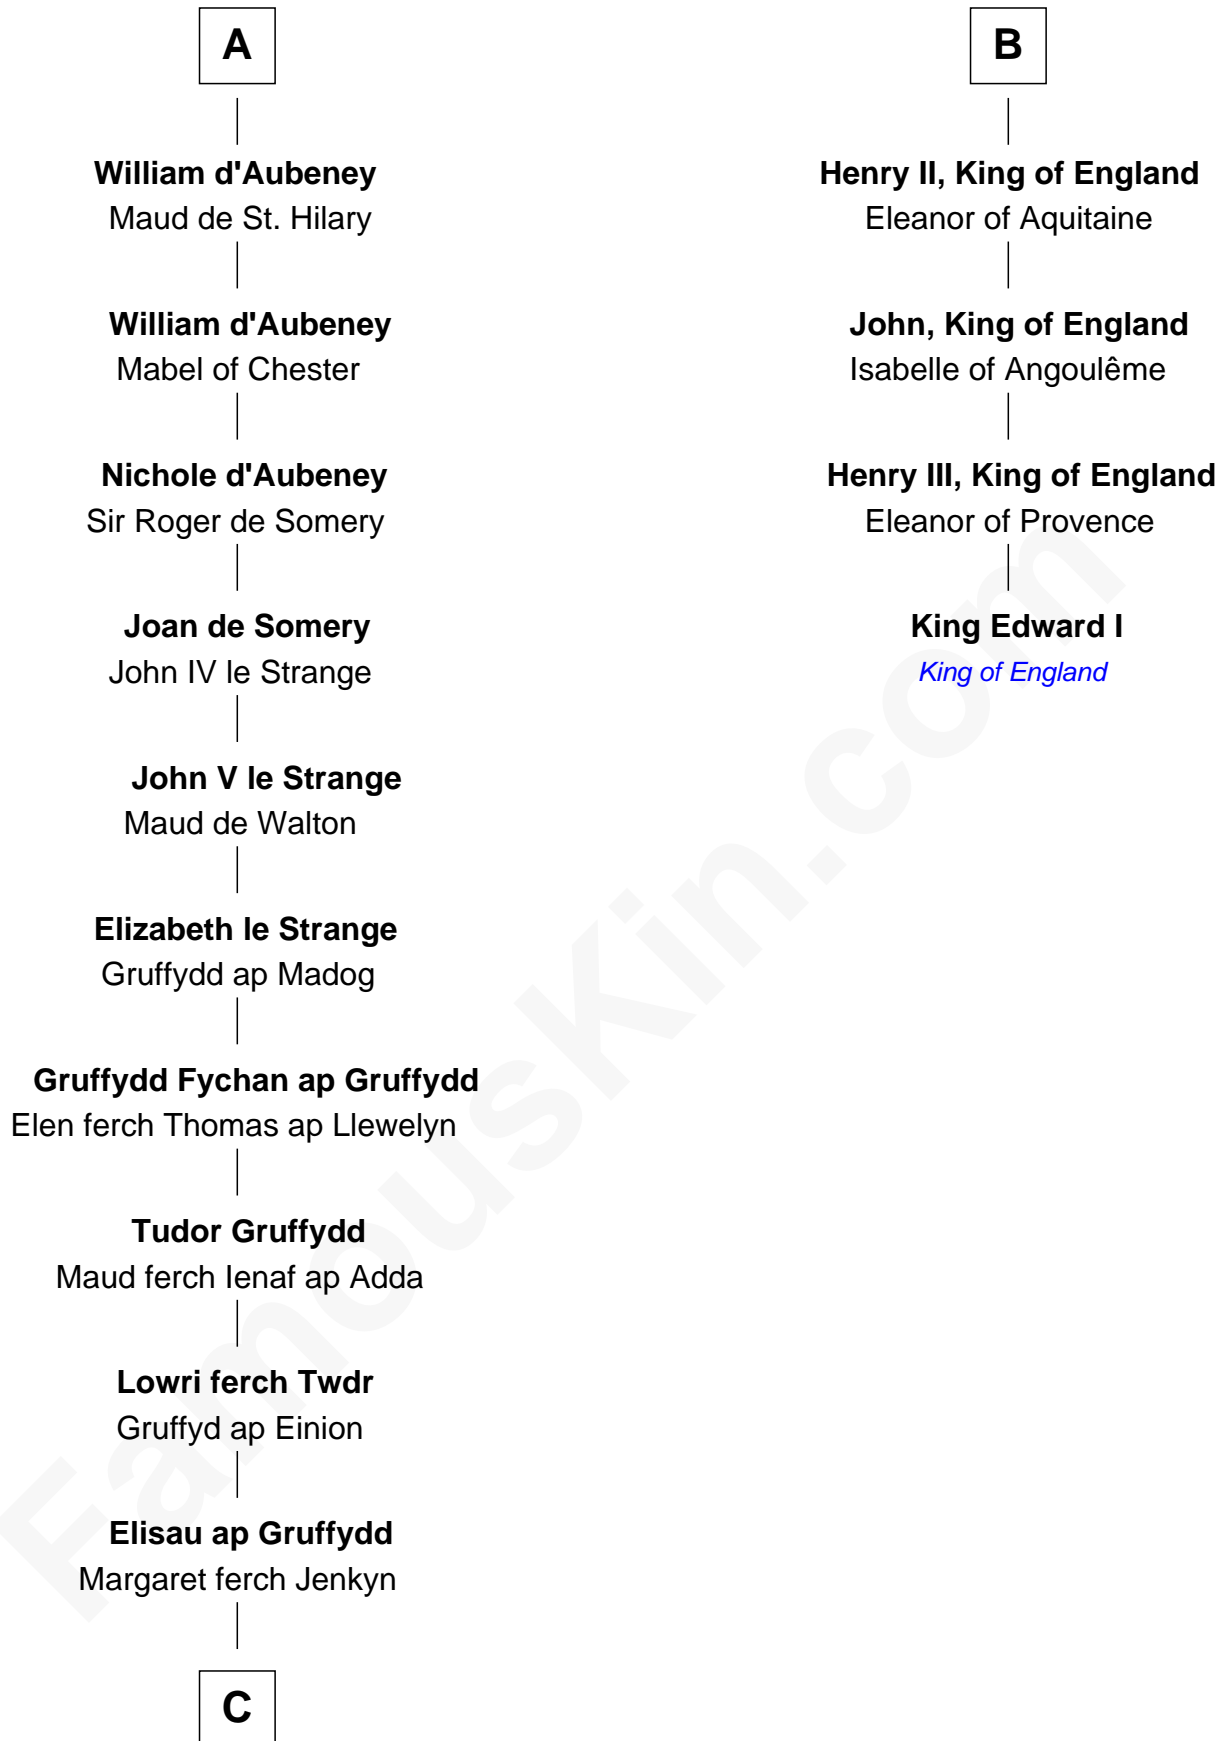 A
William d'Aubeney
Maud de St. Hilary
William d'Aubeney
Mabel of Chester
Nichole d'Aubeney
Sir Roger de Somery
Joan de Somery
John IV le Strange
John V le Strange
Maud de Walton
Elizabeth le Strange
Gruffydd ap Madog
Gruffydd Fychan ap Gruffydd
Elen ferch Thomas ap Llewelyn
Tudor Gruffydd
Maud ferch Ienaf ap Adda
Lowri ferch Twdr
Gruffyd ap Einion
Elisau ap Gruffydd
Margaret ferch Jenkyn
C
B
Henry II, King of England
Eleanor of Aquitaine
John, King of England
Isabelle of Angoulême
Henry III, King of England
Eleanor of Provence
King Edward I
King of England
FamousKin.com